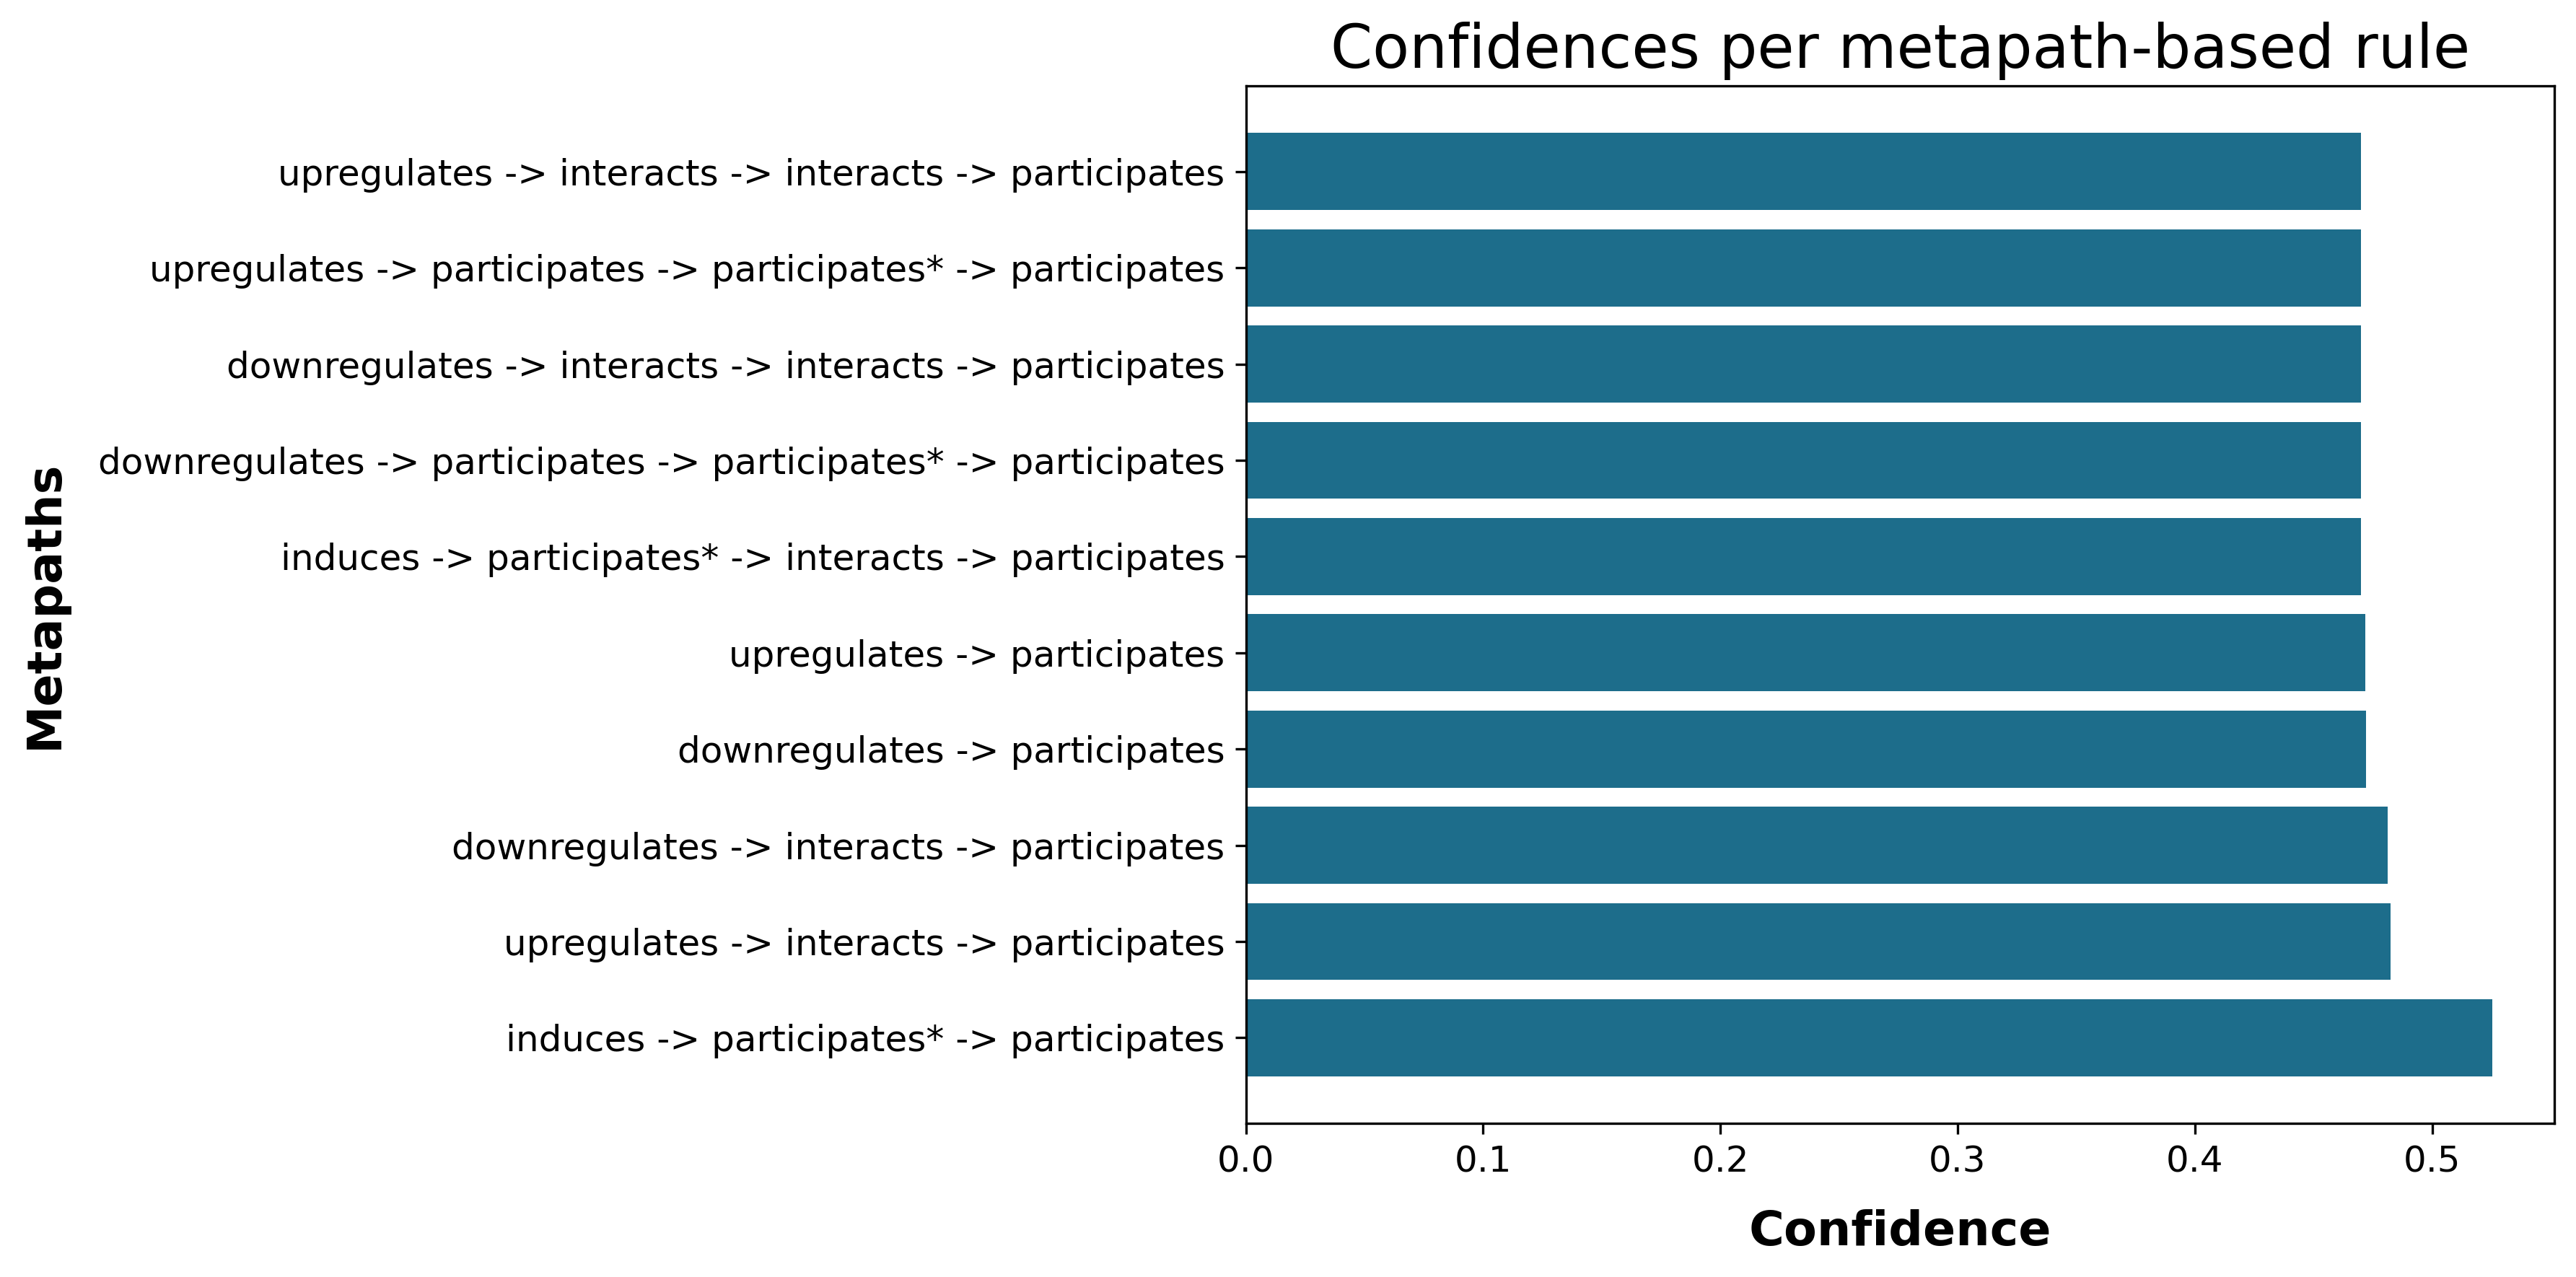 Confidences per metapath-based rule
upregulates -> interacts -> interacts -> participates
upregulates -> participates -> participates* -> participates
downregulates -> interacts -> interacts -> participates
downregulates -> participates -> participates* -> participates
induces -> participates* -> interacts -> participates
upregulates -> participates
downregulates -> participates
downregulates -> interacts -> participates
upregulates -> interacts -> participates
induces -> participates* -> participates
Metapaths
0.0 0.1 0.2 0.3 0.4 0.5
Confidence